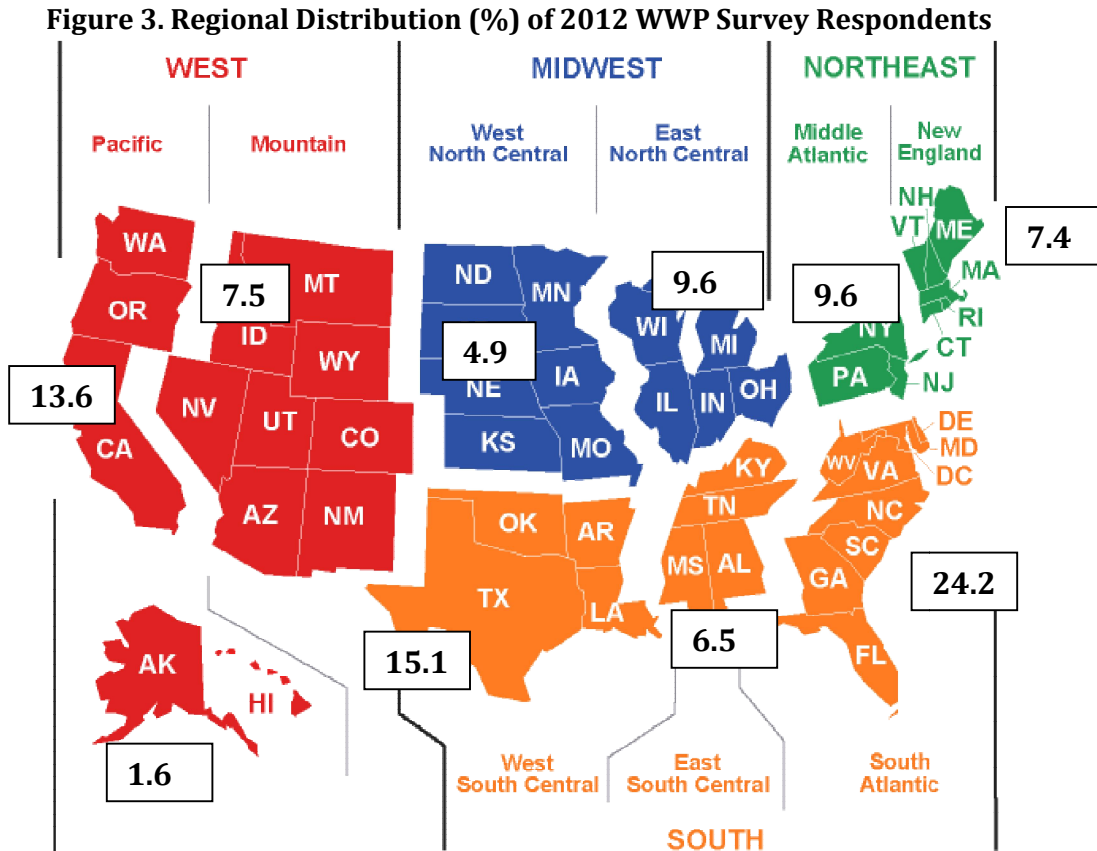 Figure 3. Regional Distribution (%) of 2012 WWP Survey Respondents
WEST
MIDWEST
NORTHEAST
Pacific
Mountain
West
North Central
East
North Central
Middle
Atlantic
New
England
WA
OR
CA
13.6
7.5
MT
ID
WY
NV
UT
CO
AZ
NM
AK
HI
1.6
ND
MN
4.9
NE
IA
KS
MO
9.6
WI
MI
IL
IN
OH
9.6
NY
PA
NJ
NH
VT
ME
MA
RI
CT
7.4
OK
AR
TX
LA
15.1
KY
TN
MS
AL
6.5
DE
MD
DC
WV
VA
NC
SC
GA
FL
24.2
West
South Central
East
South Central
South
Atlantic
SOUTH